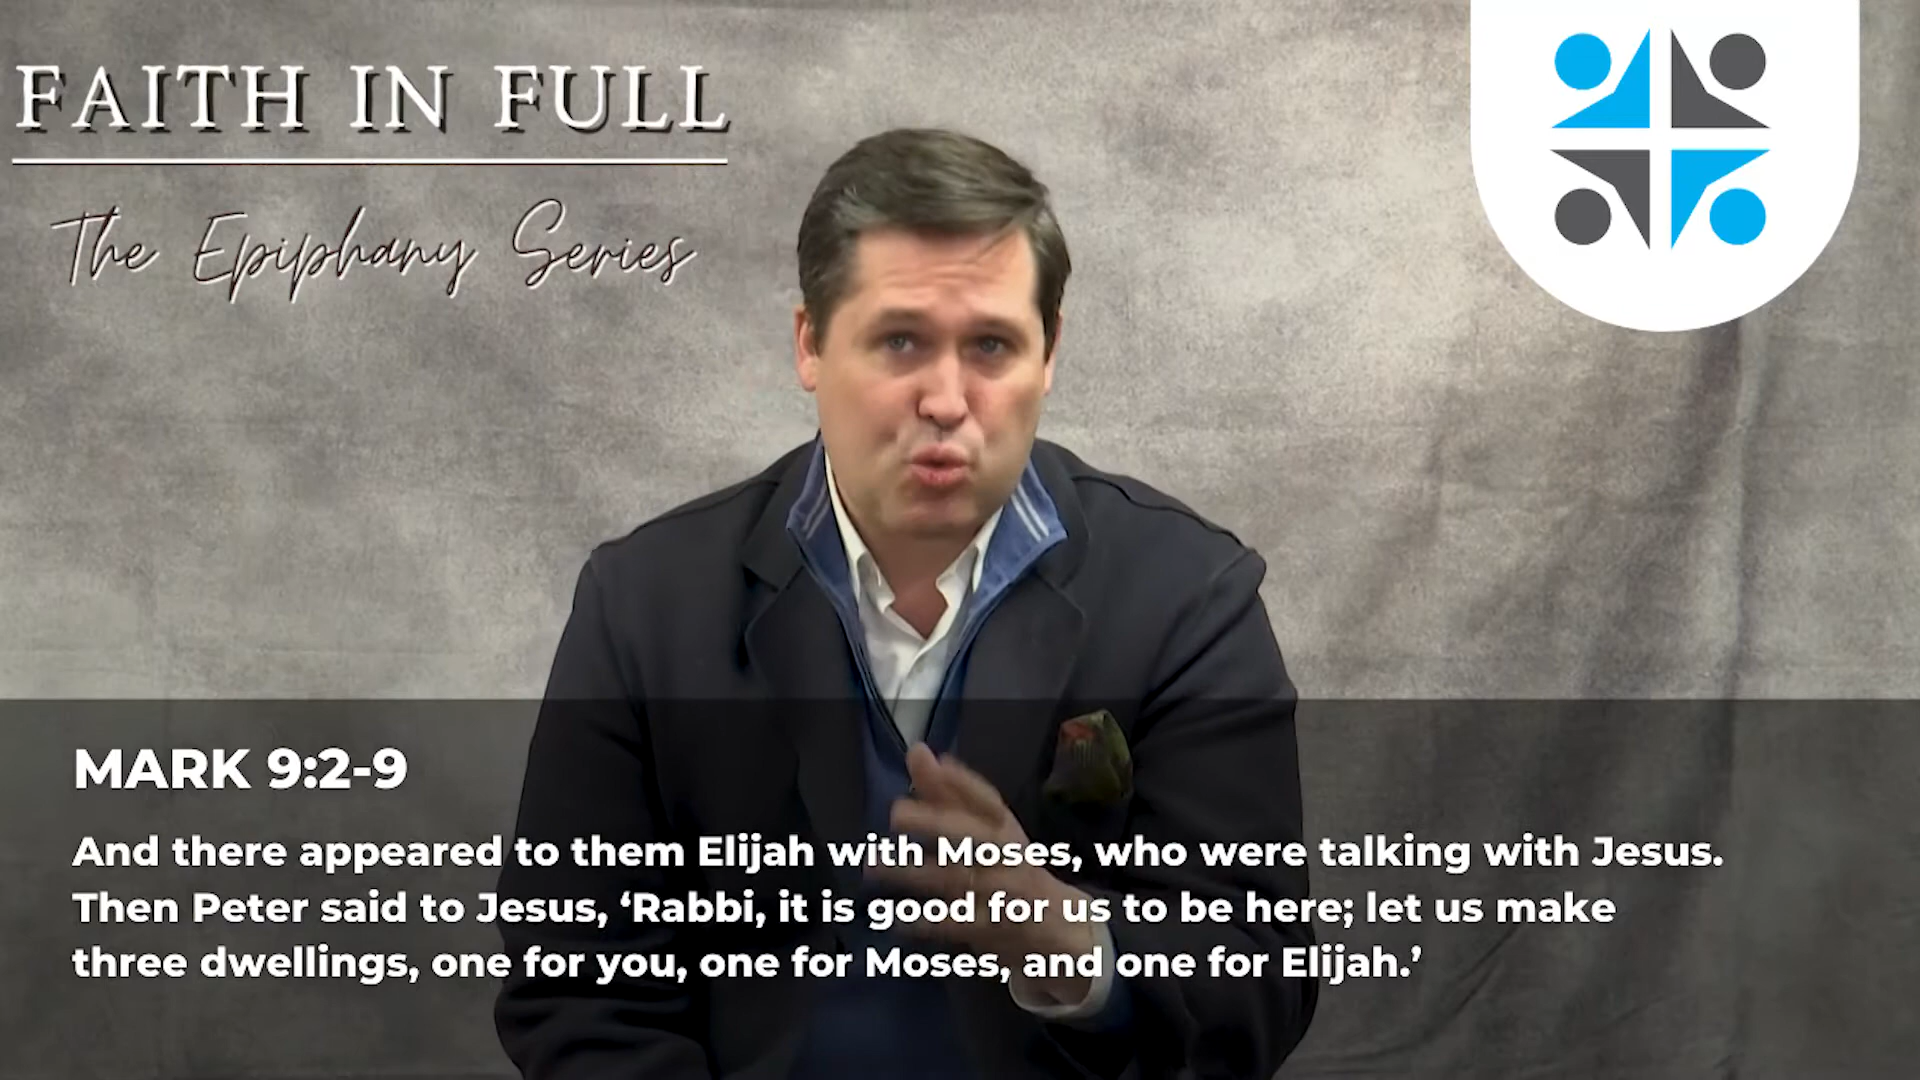 FAITH IN FULL
The Epiphany Series
MARK 9:2-9
And there appeared to them Elijah with Moses, who were talking with Jesus.
Then Peter said to Jesus, ‘Rabbi, it is good for us to be here; let us make
three dwellings, one for you, one for Moses, and one for Elijah.’